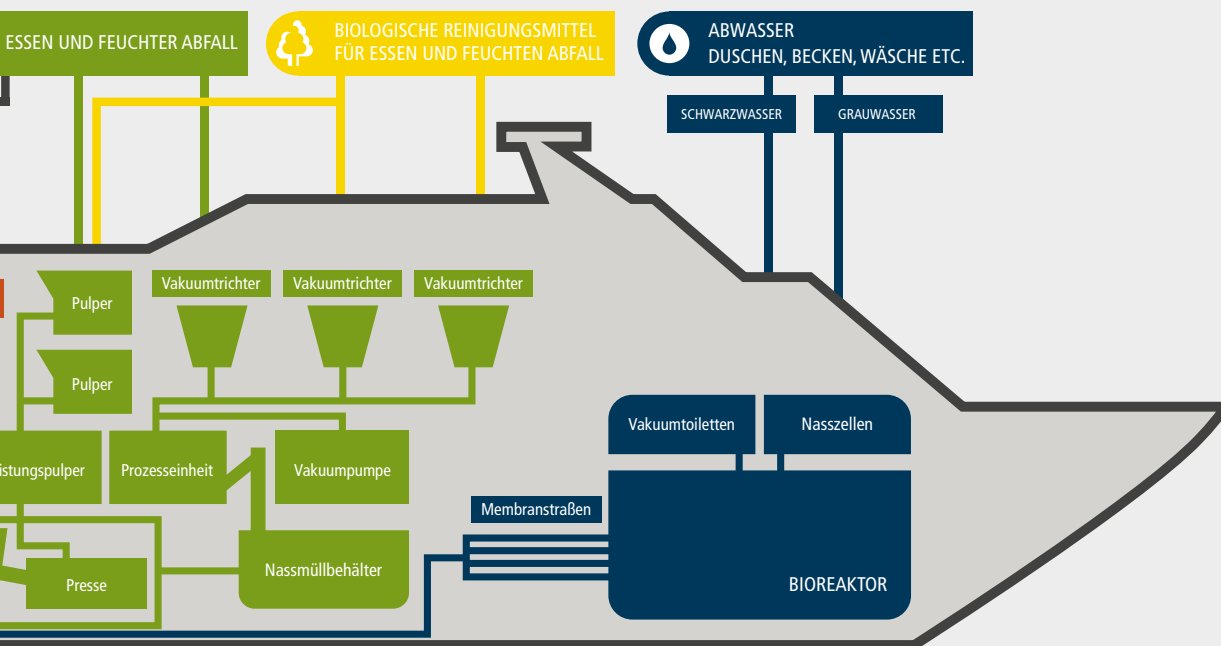 ESSEN UND FEUCHTER ABFALL
BIOLOGISCHE REINIGUNGSMITTEL
FÜR ESSEN UND FEUCHTEN ABFALL
ABWASSER
DUSCHEN, BECKEN, WÄSCHE ETC.
SCHWARZWASSER
GRAUWASSER
Pulper
Vakuumtrichter
Vakuumtrichter
Vakuumtrichter
Pulper
Vakuumtoiletten
Nasszellen
istungspulper
Prozesseinheit
Vakuumpumpe
Membranstraßen
Nassmüllbehälter
Presse
BIOREAKTOR